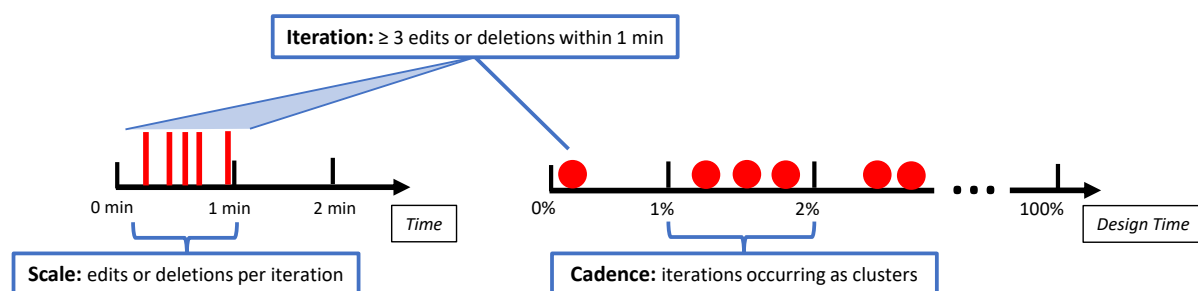 Iteration: ≥ 3 edits or deletions within 1 min
0 min 1 min 2 min
Time
0% 1% 2% 100%
Design Time
Scale: edits or deletions per iteration
Cadence: iterations occurring as clusters